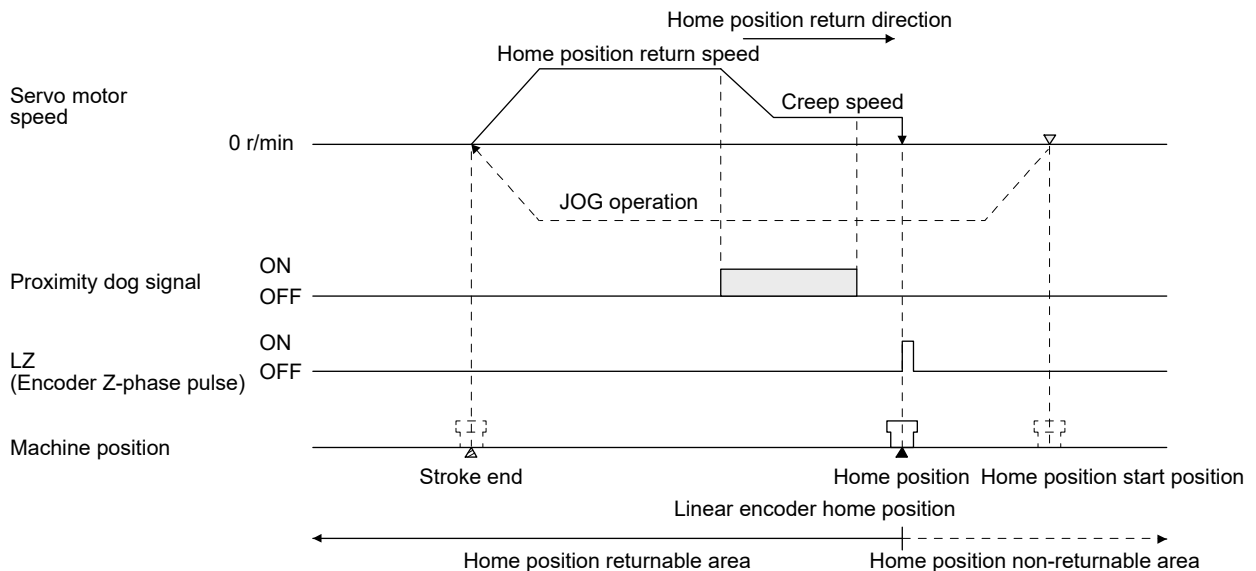 Home position return direction
Home position return speed
Servo motor
speed
Creep speed
0 r/min
JOG operation
ON
Proximity dog signal
OFF
ON
LZ
OFF
(Encoder Z-phase pulse)
Machine position
Stroke end
Home position
Home position start position
Linear encoder home position
Home position returnable area
Home position non-returnable area